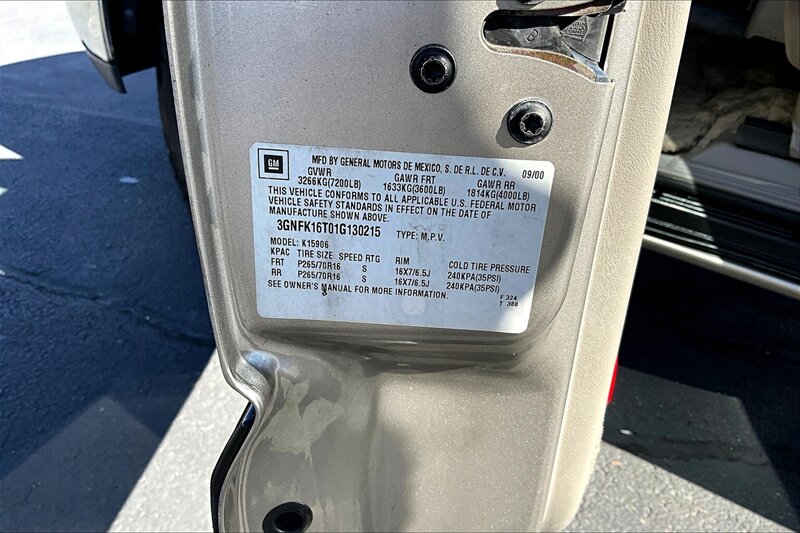 GM
MFD BY GENERAL MOTORS DE MEXICO, S. DE R.L. DE C.V. 09/00
GVWR GAWR FRT GAWR RR
3266KG(7200LB) 1633KG(3600LB) 1814KG(4000LB)
THIS VEHICLE CONFORMS TO ALL APPLICABLE U.S. FEDERAL MOTOR
VEHICLE SAFETY STANDARDS IN EFFECT ON THE DATE OF
MANUFACTURE SHOWN ABOVE.
3GNFK16T01G130215 TYPE: M.P.V.
MODEL: K15906
KPAC TIRE SIZE SPEED RTG RIM COLD TIRE PRESSURE
FRT P265/70R16 S 16X7/6.5J 240KPA(35PSI)
RR P265/70R16 S 16X7/6.5J 240KPA(35PSI)
SEE OWNER'S MANUAL FOR MORE INFORMATION.
F 324
T 388